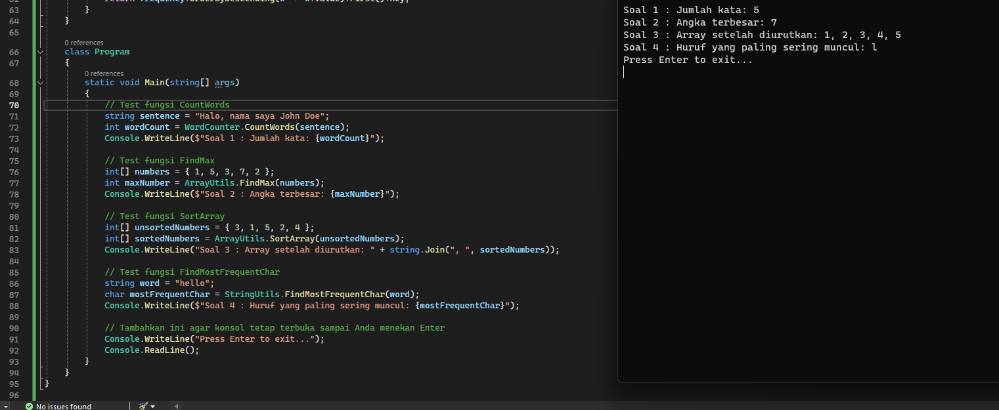 62 return frequency.OrderByDescending(x => x.Value).First().Key;
63 }
64 }
65
0 references
66 class Program
67 {
0 references
68 static void Main(string[] args)
69 {
70 // Test fungsi CountWords
71 string sentence = "Halo, nama saya John Doe";
72 int wordCount = WordCounter.CountWords(sentence);
73 Console.WriteLine($"Soal 1 : Jumlah kata: {wordCount}");
74
75 // Test fungsi FindMax
76 int[] numbers = { 1, 5, 3, 7, 2 };
77 int maxNumber = ArrayUtils.FindMax(numbers);
78 Console.WriteLine($"Soal 2 : Angka terbesar: {maxNumber}");
79
80 // Test fungsi SortArray
81 int[] unsortedNumbers = { 3, 1, 5, 2, 4 };
82 int[] sortedNumbers = ArrayUtils.SortArray(unsortedNumbers);
83 Console.WriteLine("Soal 3 : Array setelah diurutkan: " + string.Join(", ", sortedNumbers));
84
85 // Test fungsi FindMostFrequentChar
86 string word = "hello";
87 char mostFrequentChar = StringUtils.FindMostFrequentChar(word);
88 Console.WriteLine($"Soal 4 : Huruf yang paling sering muncul: {mostFrequentChar}");
89
90 // Tambahkan ini agar konsol tetap terbuka sampai Anda menekan Enter
91 Console.WriteLine("Press Enter to exit...");
92 Console.ReadLine();
93 }
94 }
95 }
96
No issues found
Soal 1 : Jumlah kata: 5
Soal 2 : Angka terbesar: 7
Soal 3 : Array setelah diurutkan: 1, 2, 3, 4, 5
Soal 4 : Huruf yang paling sering muncul: l
Press Enter to exit...